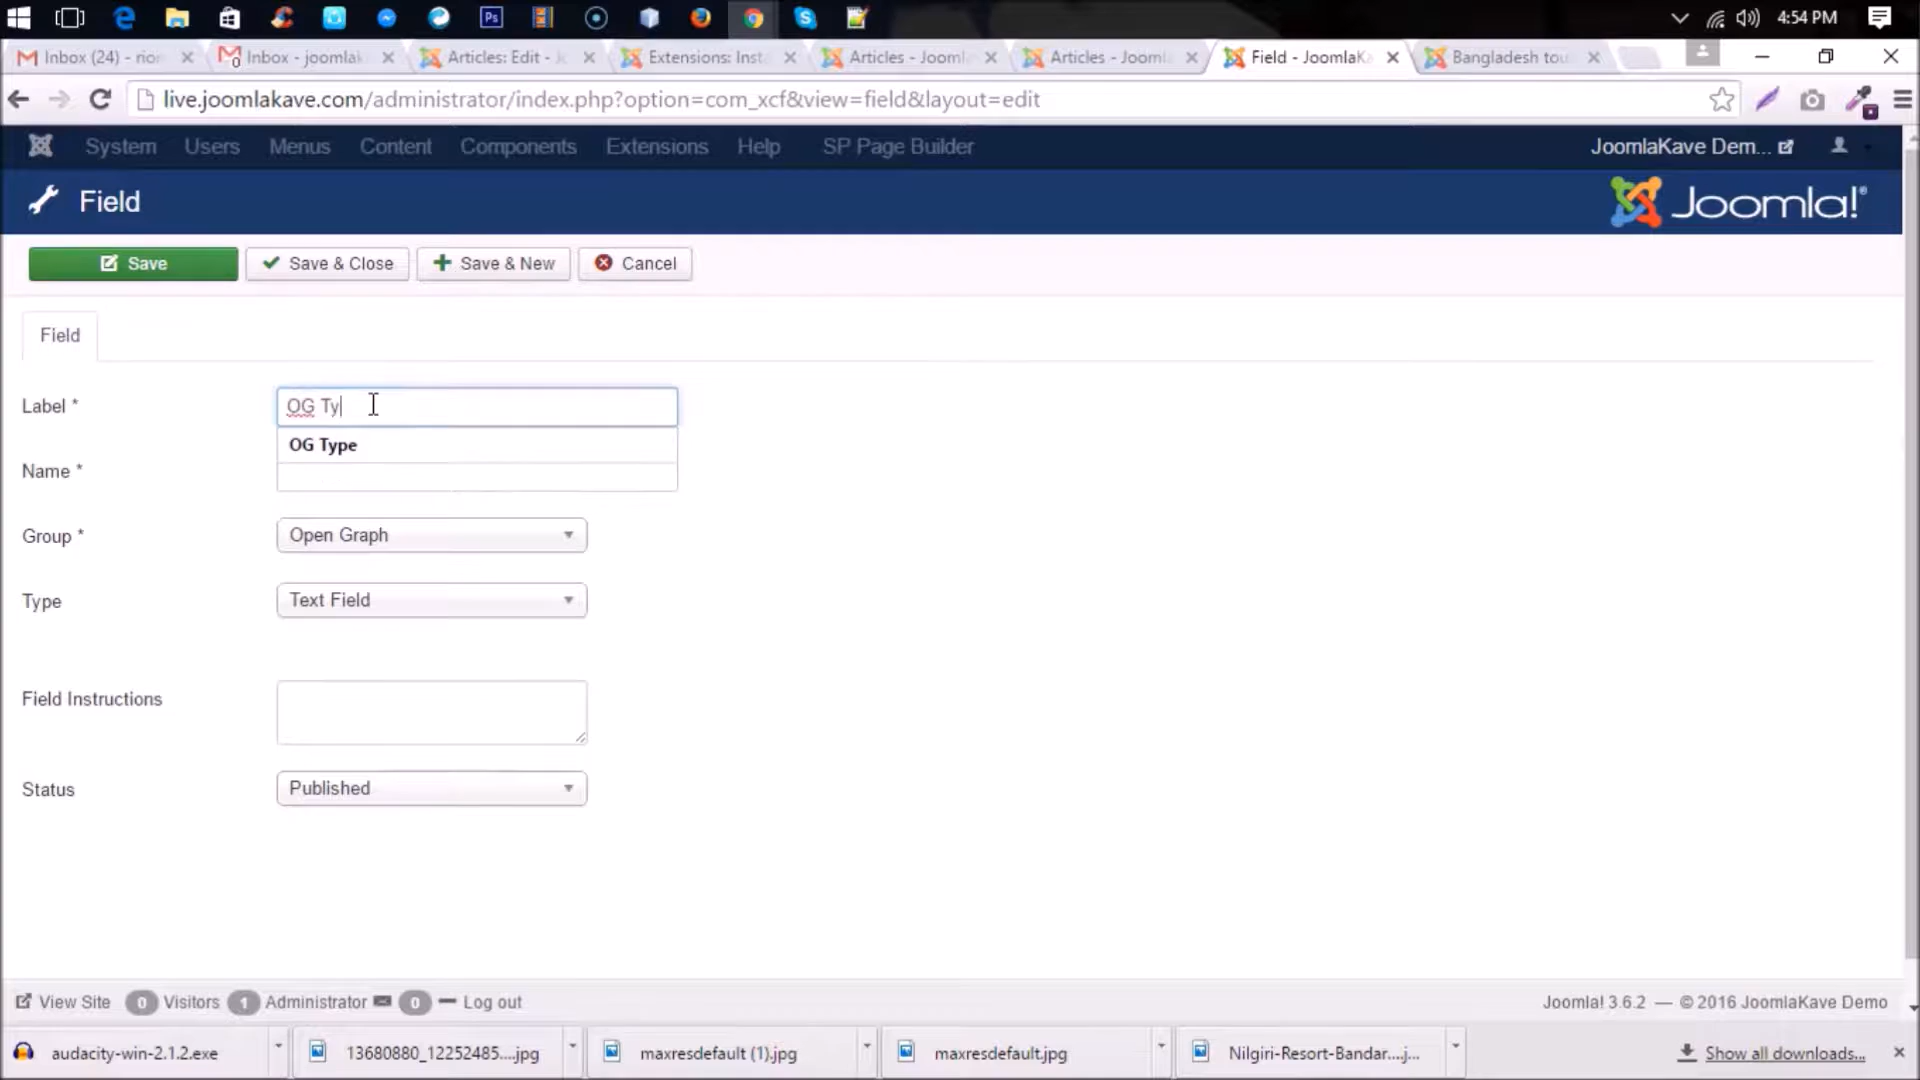 4:54 PM
Inbox (24) - rion
Inbox - joomlak
Articles: Edit - J
Extensions: Inst
Articles - Jooml
Articles - Jooml
Field - JoomlaK
Bangladesh tou
live.joomlakave.com/administrator/index.php?option=com_xcf&view=field&layout=edit
System Users Menus Content Components Extensions Help SP Page Builder
JoomlaKave Dem...
Field
Joomla!®
Save
Save & Close
Save & New
Cancel
Field
Label *
OG Ty
OG Type
Name *
Group *
Open Graph
Type
Text Field
Field Instructions
Status
Published
View Site 0 Visitors 1 Administrator 0 Log out
Joomla! 3.6.2 — © 2016 JoomlaKave Demo
audacity-win-2.1.2.exe
13680880_12252485....jpg
maxresdefault (1).jpg
maxresdefault.jpg
Nilgiri-Resort-Bandar....j...
Show all downloads...